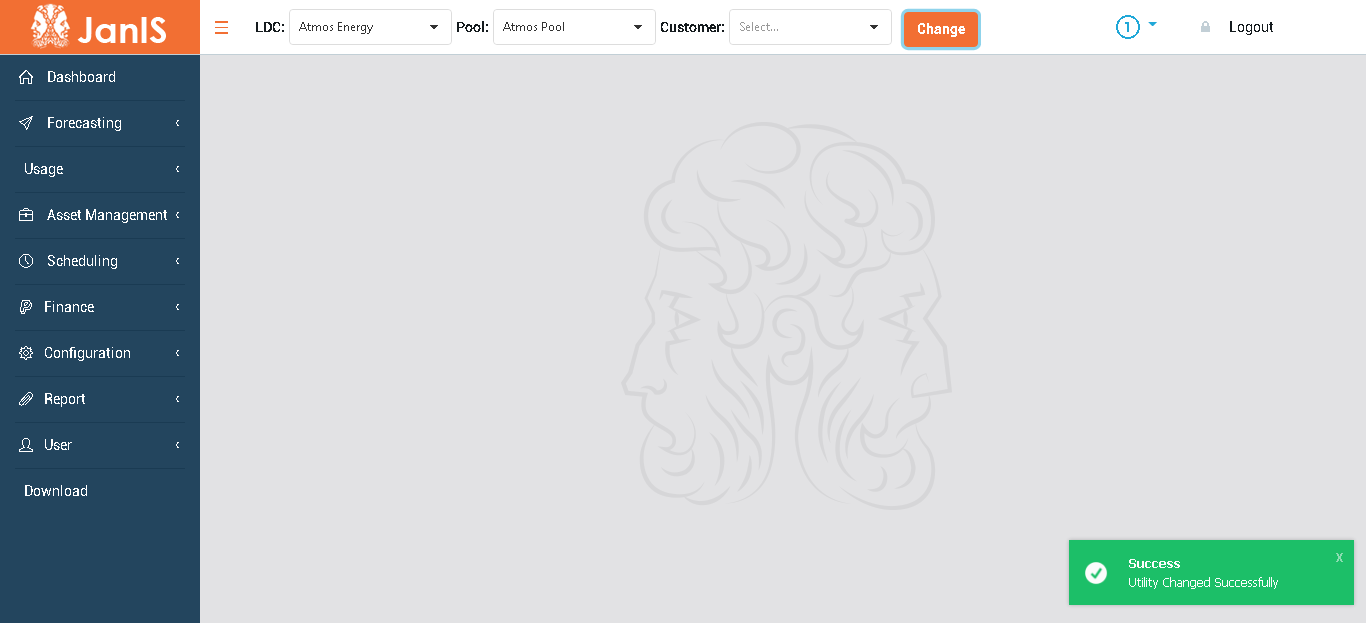 JanIS
LDC: Atmos Energy Pool: Atmos Pool Customer: Select... Change 1 Logout
Dashboard
Forecasting
Usage
Asset Management
Scheduling
Finance
Configuration
Report
User
Download
Success X
Utility Changed Successfully